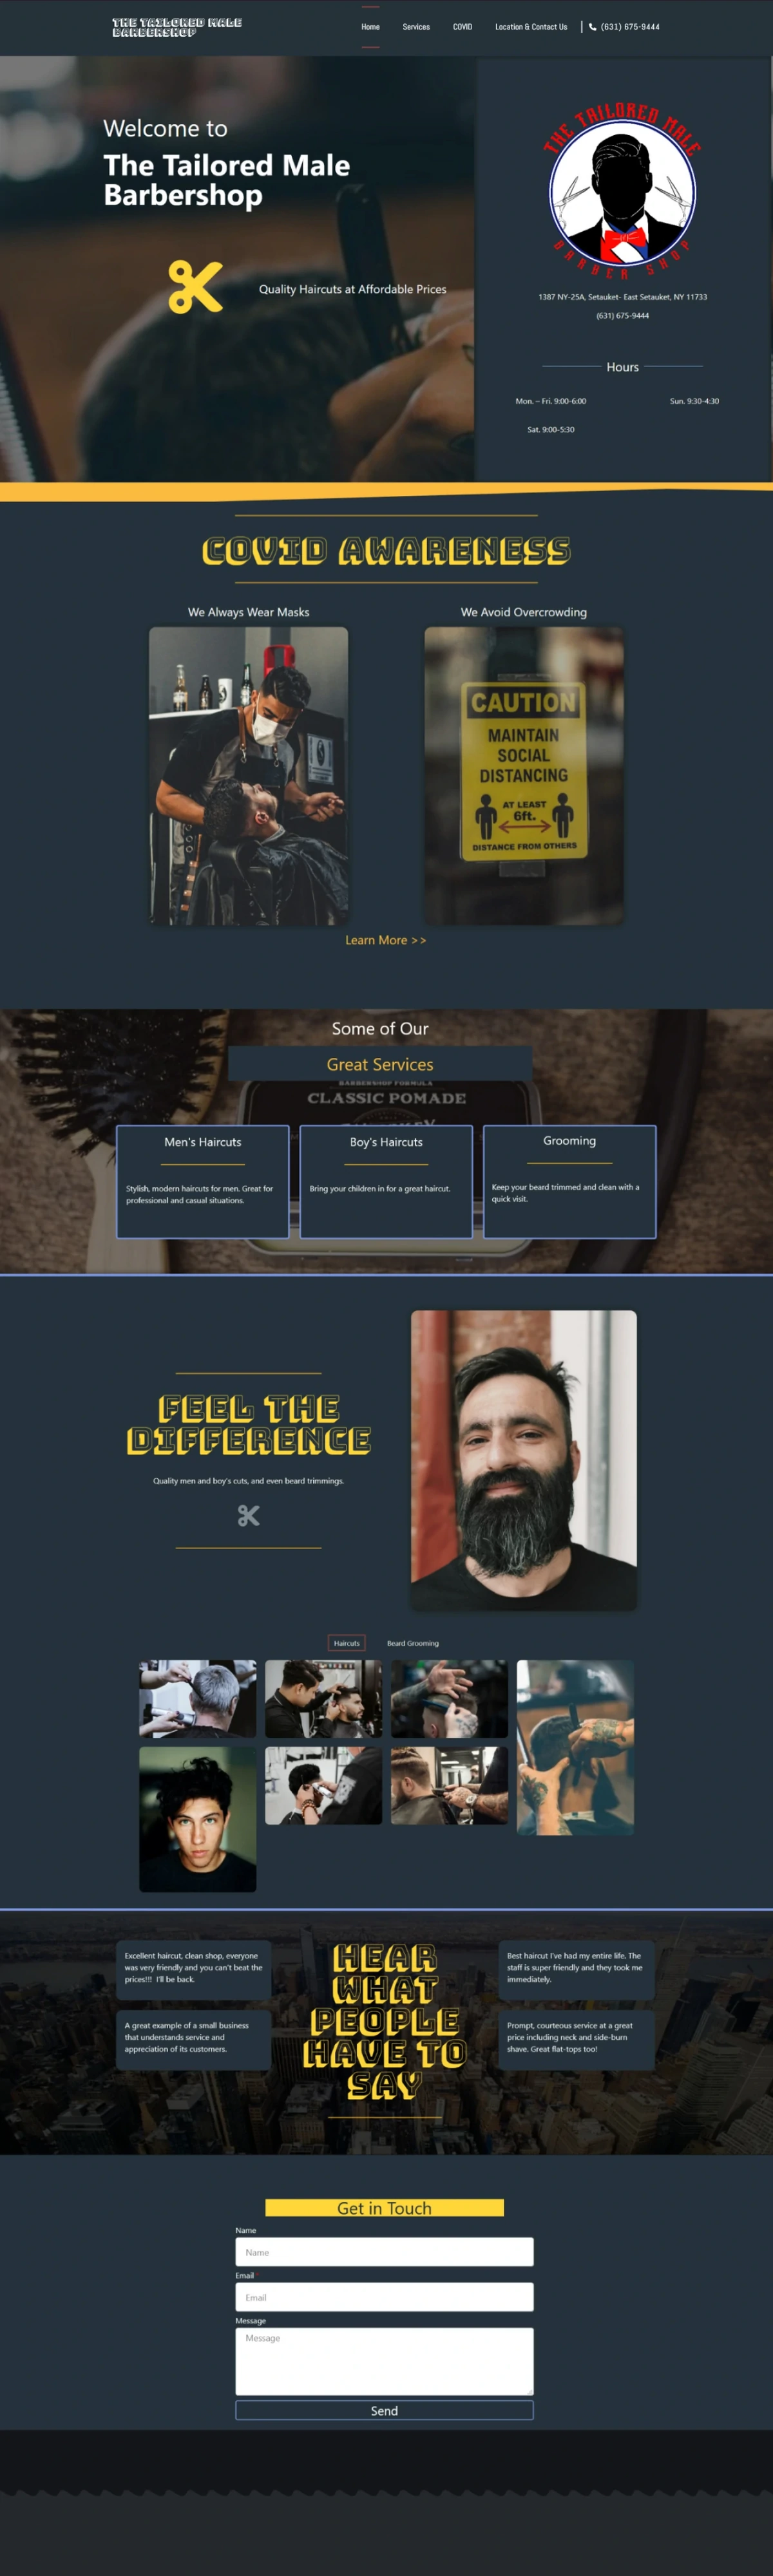 THE TAILORED MALE
BARBERSHOP
Home
Services
COVID
Location & Contact Us
(631) 675-9444
Welcome to
The Tailored Male
Barbershop
Quality Haircuts at Affordable Prices
THE TAILORED MALE
BARBER SHOP
1387 NY-25A, Setauket- East Setauket, NY 11733
(631) 675-9444
Hours
Mon. – Fri. 9:00-6:00
Sun. 9:30-4:30
Sat. 9:00-5:30
COVID AWARENESS
We Always Wear Masks
We Avoid Overcrowding
CAUTION
MAINTAIN
SOCIAL
DISTANCING
AT LEAST
6ft.
DISTANCE FROM OTHERS
Learn More >>
Some of Our
Great Services
BARBERSHOP FORMULA
CLASSIC POMADE
Men's Haircuts
Stylish, modern haircuts for men. Great for
professional and casual situations.
Boy's Haircuts
Bring your children in for a great haircut.
Grooming
Keep your beard trimmed and clean with a
quick visit.
FEEL THE
DIFFERENCE
Quality men and boy's cuts, and even beard trimmings.
Haircuts
Beard Grooming
Excellent haircut, clean shop, everyone
was very friendly and you can't beat the
prices!!! I'll be back.
A great example of a small business
that understands service and
appreciation of its customers.
HEAR
WHAT
PEOPLE
HAVE TO
SAY
Best haircut I've had my entire life. The
staff is super friendly and they took me
immediately.
Prompt, courteous service at a great
price including neck and side-burn
shave. Great flat-tops too!
Get in Touch
Name
Name
Email *
Email
Message
Message
Send